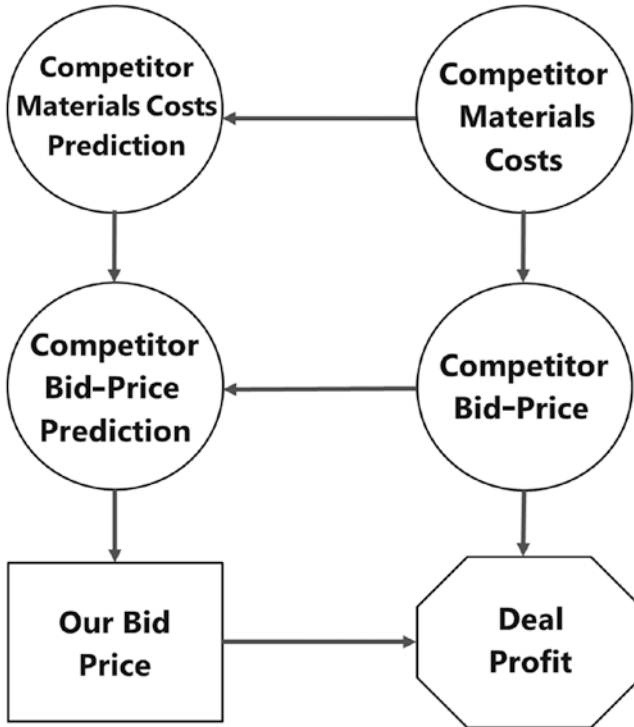 Competitor
Materials Costs
Prediction
Competitor
Materials
Costs
Competitor
Bid-Price
Prediction
Competitor
Bid-Price
Our Bid
Price
Deal
Profit